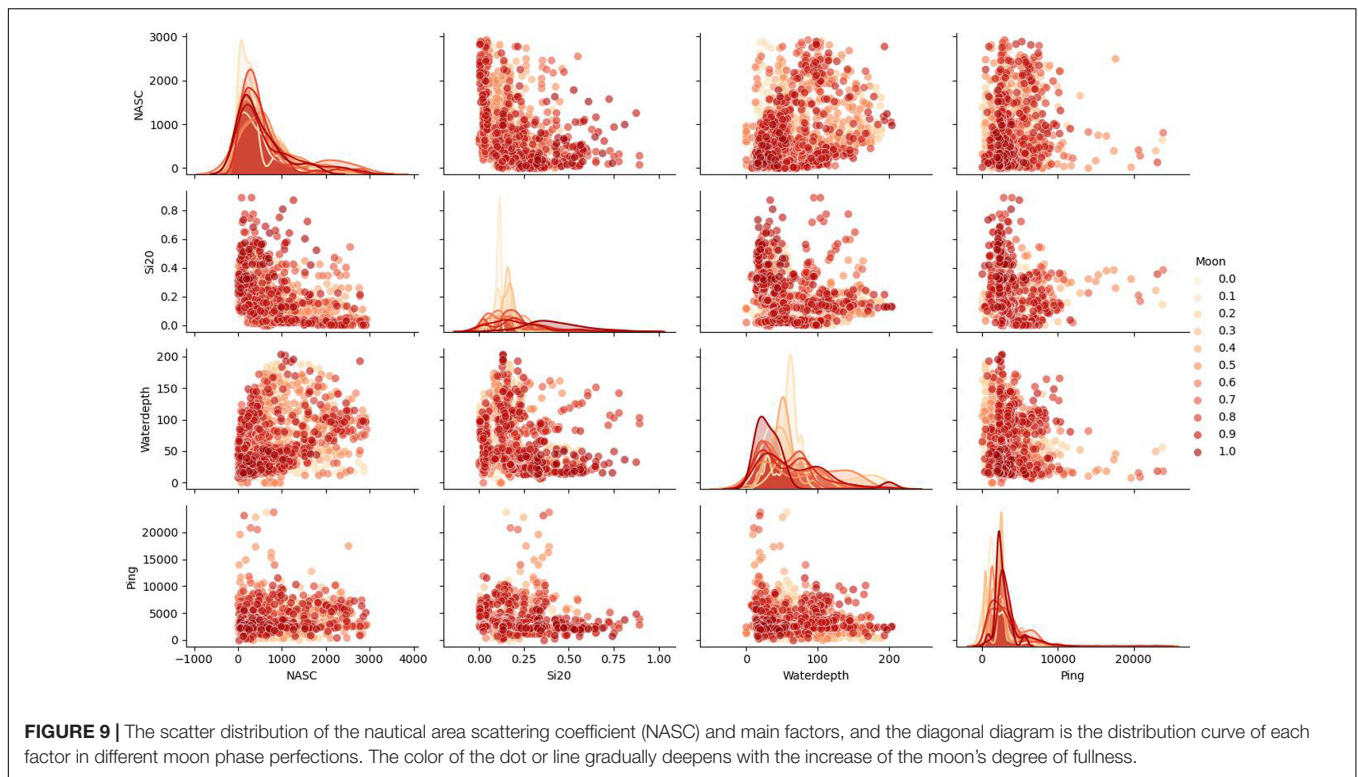 3000
2000
1000
0
NASC
0.8
0.6
0.4
0.2
0.0
Si20
200
150
100
50
0
Waterdepth
20000
15000
10000
5000
0
Ping
−1000 0 1000 2000 3000 4000
NASC
0.00 0.25 0.50 0.75 1.00
Si20
0 100 200
Waterdepth
0 10000 20000
Ping
Moon
0.0
0.1
0.2
0.3
0.4
0.5
0.6
0.7
0.8
0.9
1.0
FIGURE 9 | The scatter distribution of the nautical area scattering coefficient (NASC) and main factors, and the diagonal diagram is the distribution curve of each
factor in different moon phase perfections. The color of the dot or line gradually deepens with the increase of the moon's degree of fullness.